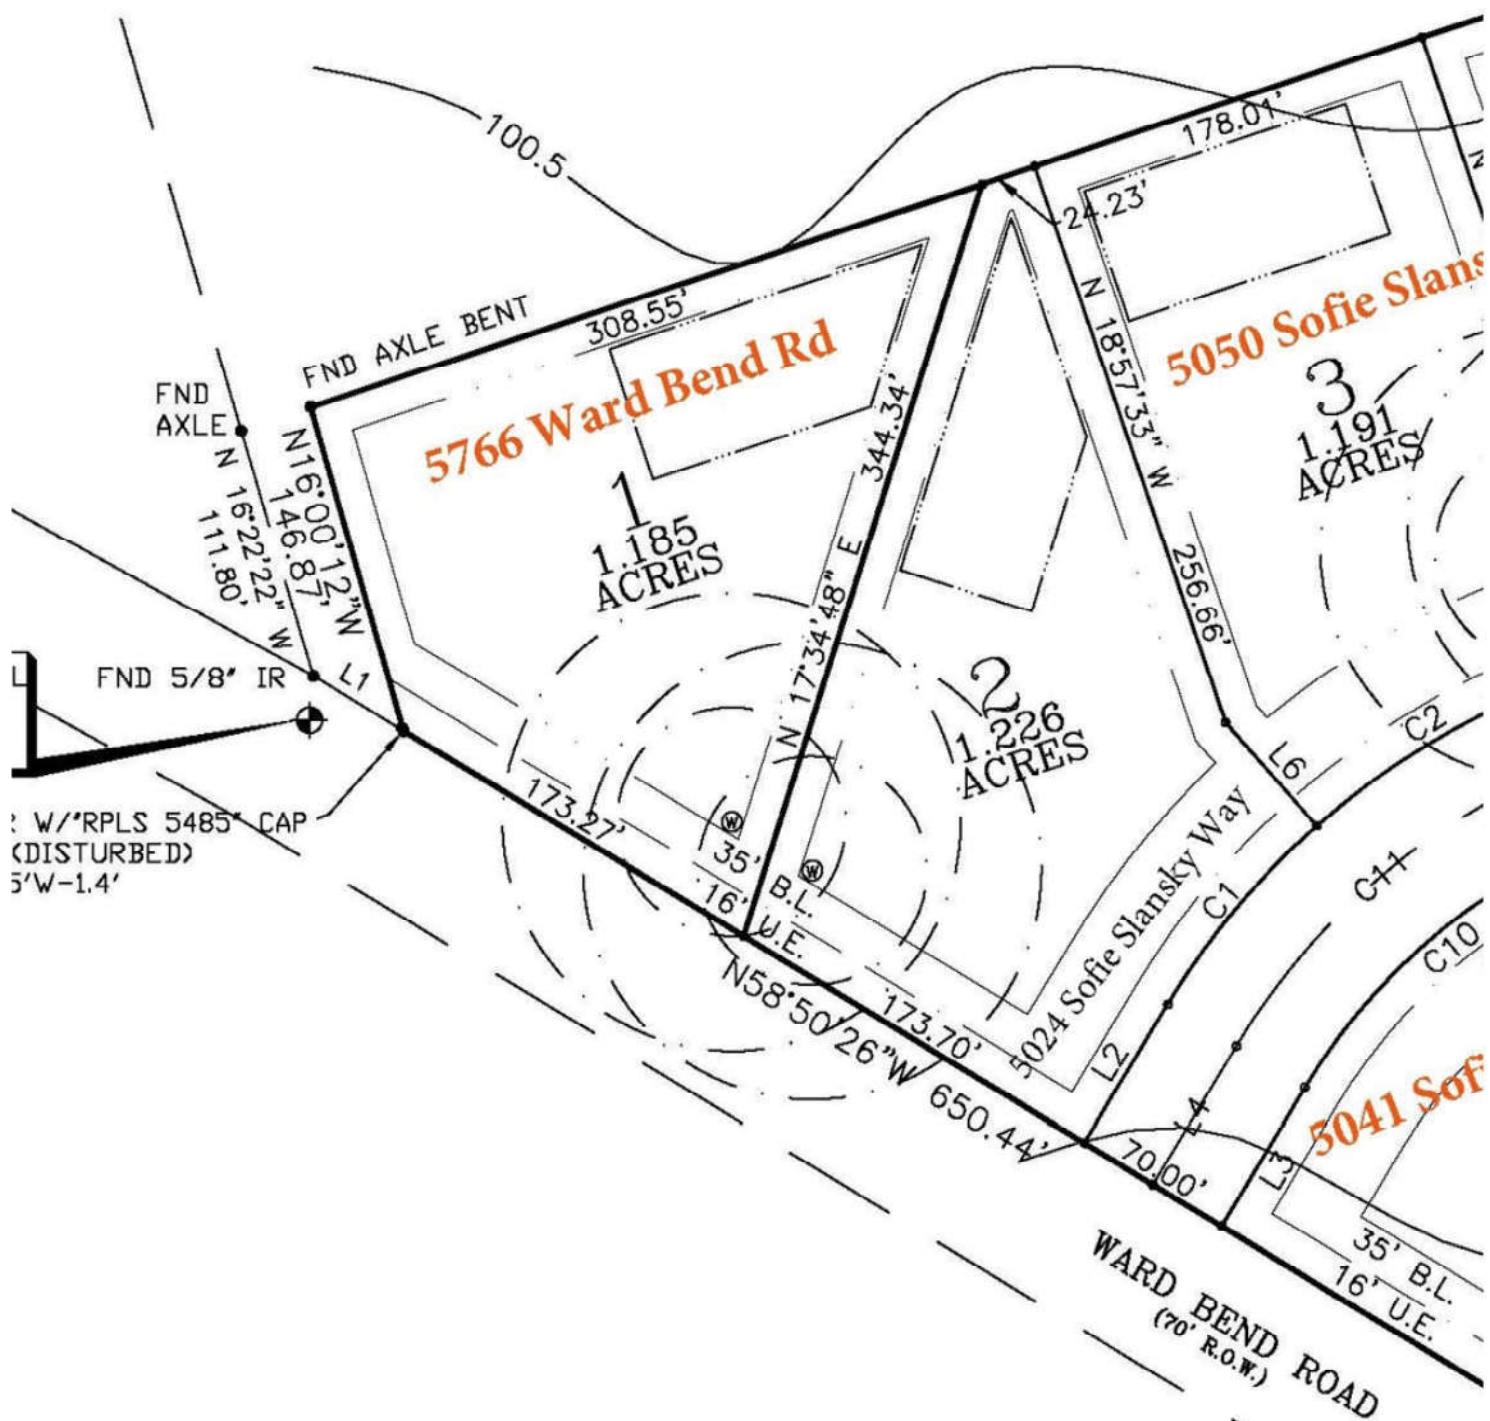 100.5
178.01'
24.23'
FND AXLE BENT
308.55'
5766 Ward Bend Rd
5050 Sofie Slans
FND
AXLE
N 16°22'22" W
111.80'
N16°00'12"W
146.87'
1
1.185
ACRES
344.34'
N 17°34'48" E
N 18°57'33" W
256.66'
3
1.191
ACRES
2
1.226
ACRES
L
FND 5/8" IR
L1
W/"RPLS 5485" CAP
(DISTURBED)
5'W-1.4'
173.27'
W
W
35' B.L.
16' U.E.
L6
C2
C1
C11
C10
5024 Sofie Slansky Way
N58°50'26"W 650.44'
173.70'
L2
L4
L3
70.00'
5041 Sofi
35' B.L.
16' U.E.
WARD BEND ROAD
(70' R.O.W.)